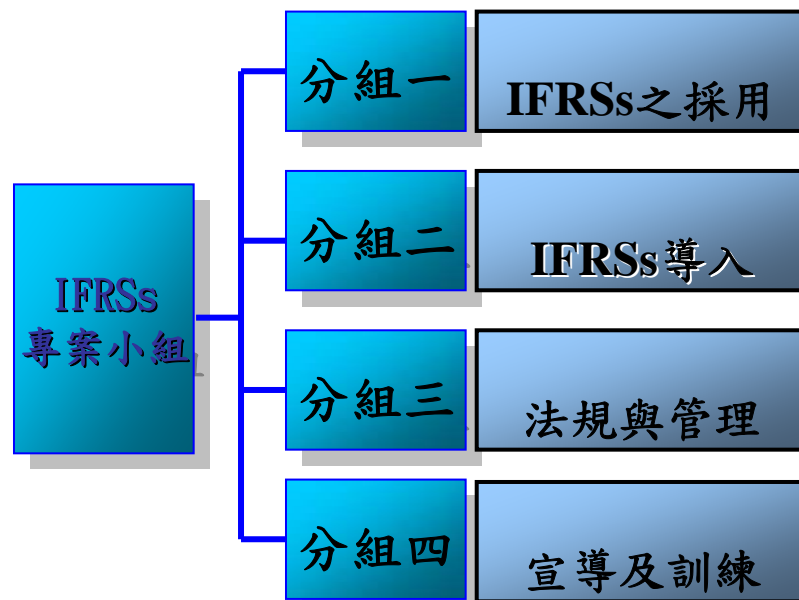 IFRSs
專案小組
分組一
IFRSs之採用
分組二
IFRSs導入
分組三
法規與管理
分組四
宣導及訓練